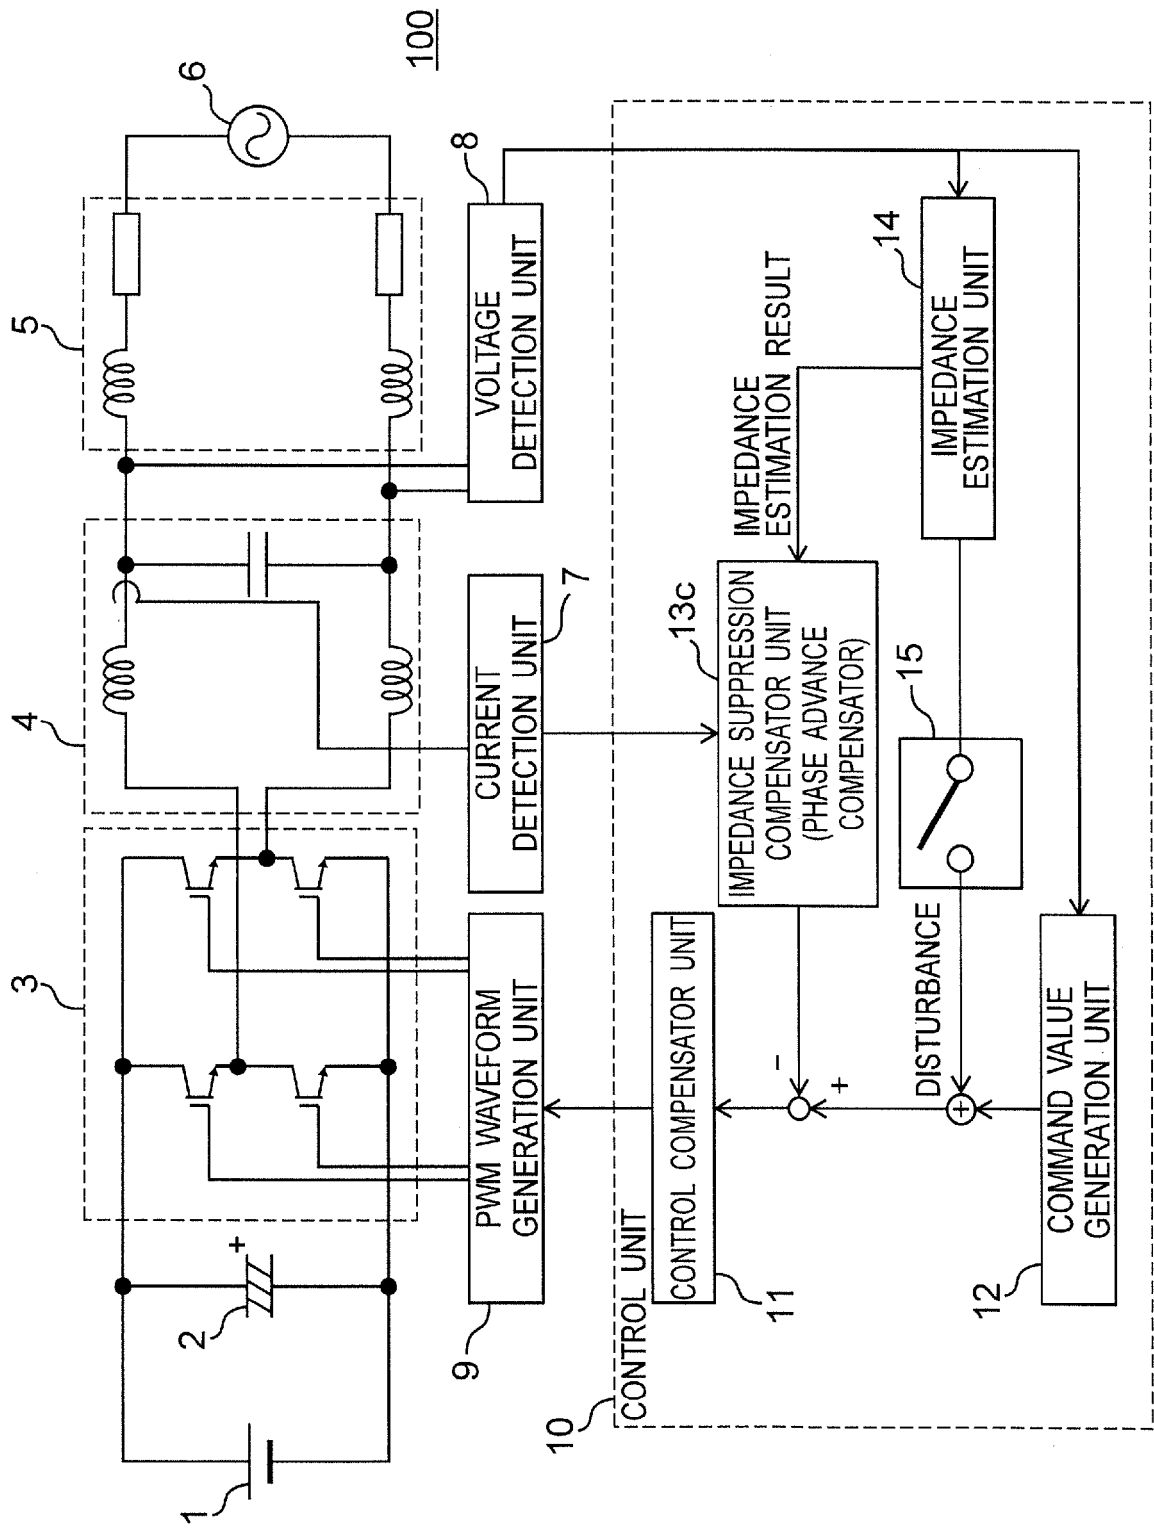 100
1
2
+
3
4
5
6
PWM WAVEFORM
GENERATION UNIT
9
CURRENT
DETECTION UNIT
7
VOLTAGE
DETECTION UNIT
8
10
CONTROL UNIT
CONTROL COMPENSATOR UNIT
11
IMPEDANCE SUPPRESSION
COMPENSATOR UNIT
(PHASE ADVANCE
COMPENSATOR)
13c
IMPEDANCE
ESTIMATION RESULT
IMPEDANCE
ESTIMATION UNIT
14
15
DISTURBANCE
-
+
+
COMMAND VALUE
GENERATION UNIT
12